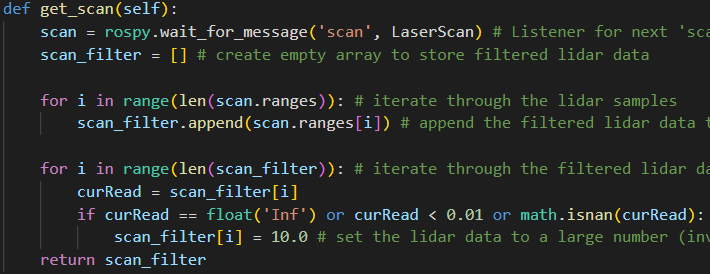 def get_scan(self):
    scan = rospy.wait_for_message('scan', LaserScan) # Listener for next
    scan_filter = [] # create empty array to store filtered lidar data
    for i in range(len(scan.ranges)): # iterate through the lidar samples
        scan_filter.append(scan.ranges[i]) # append the filtered lidar data
    for i in range(len(scan_filter)): # iterate through the filtered lidar
        curRead = scan_filter[i]
        if curRead == float('Inf') or curRead < 0.01 or math.isnan(curRead):
            scan_filter[i] = 10.0 # set the lidar data to a large number
    return scan_filter